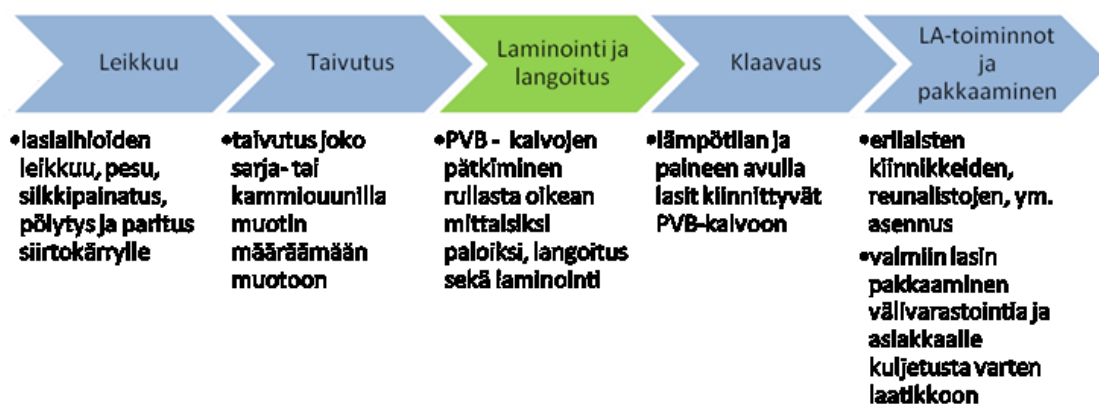 Leikkuu
Taivutus
Laminointi ja
langoitus
Klaavaus
LA-toiminnot
ja
pakkaaminen
•lasiaihioiden
leikkuu, pesu,
silkkipainatus,
pölytys ja paritus
siirtokärrylle
•taivutus joko
sarja- tai
kammiouunilla
muotin
määräämään
muotoon
•PVB - kalvojen
pätkiminen
rullasta oikean
mittaisiksi
paloiksi, langoitus
sekä laminointi
•lämpötilan ja
paineen avulla
lasit kiinnittyvät
PVB-kalvoon
•erilaisten
kiinnikkeiden,
reunalistojen, ym.
asennus
•valmiin lasin
pakkaaminen
välivarastointia ja
asiakkaalle
kuljetusta varten
laatikkoon